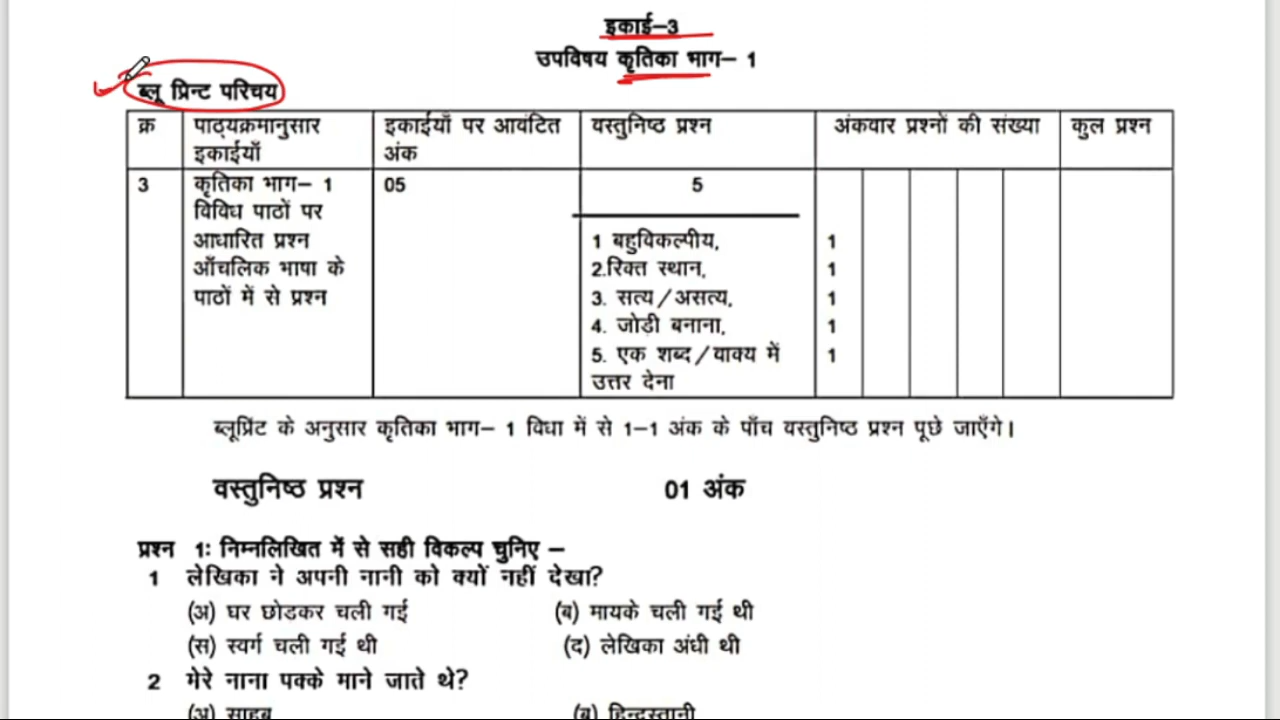 इकाई–3
उपविषय कृतिका भाग– 1
ब्लू प्रिन्ट परिचय
क्र पाठ्यक्रमानुसार इकाईयाँ इकाईयाँ पर आवंटित अंक वस्तुनिष्ठ प्रश्न अंकवार प्रश्नों की संख्या कुल प्रश्न
3 कृतिका भाग– 1 05 5
विविध पाठों पर
आधारित प्रश्न 1 बहुविकल्पीय, 1
आँचलिक भाषा के 2.रिक्त स्थान, 1
पाठों में से प्रश्न 3. सत्य/असत्य, 1
4. जोड़ी बनाना, 1
5. एक शब्द/वाक्य में 1
उत्तर देना
ब्लूप्रिंट के अनुसार कृतिका भाग– 1 विधा में से 1–1 अंक के पाँच वस्तुनिष्ठ प्रश्न पूछे जाएँगे।
वस्तुनिष्ठ प्रश्न 01 अंक
प्रश्न 1: निम्नलिखित में से सही विकल्प चुनिए –
1 लेखिका ने अपनी नानी को क्यों नहीं देखा?
(अ) घर छोडकर चली गई (ब) मायके चली गई थी
(स) स्वर्ग चली गई थी (द) लेखिका अंधी थी
2 मेरे नाना पक्के माने जाते थे?
(अ) साहब (ब) हिन्दुस्तानी